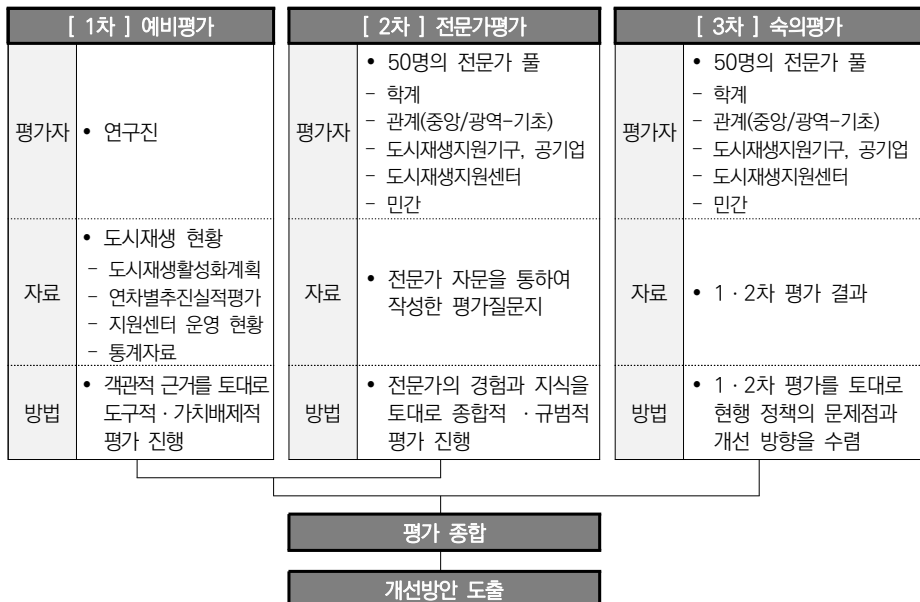 [ 1차 ] 예비평가
평가자
• 연구진
자료
• 도시재생 현황
- 도시재생활성화계획
- 연차별추진실적평가
- 지원센터 운영 현황
- 통계자료
방법
• 객관적 근거를 토대로
도구적 · 가치배제적
평가 진행
[ 2차 ] 전문가평가
평가자
• 50명의 전문가 풀
- 학계
- 관계(중앙/광역-기초)
- 도시재생지원기구, 공기업
- 도시재생지원센터
- 민간
자료
• 전문가 자문을 통하여
작성한 평가질문지
방법
• 전문가의 경험과 지식을
토대로 종합적 · 규범적
평가 진행
[ 3차 ] 숙의평가
평가자
• 50명의 전문가 풀
- 학계
- 관계(중앙/광역-기초)
- 도시재생지원기구, 공기업
- 도시재생지원센터
- 민간
자료
• 1 · 2차 평가 결과
방법
• 1 · 2차 평가를 토대로
현행 정책의 문제점과
개선 방향을 수렴
평가 종합
개선방안 도출